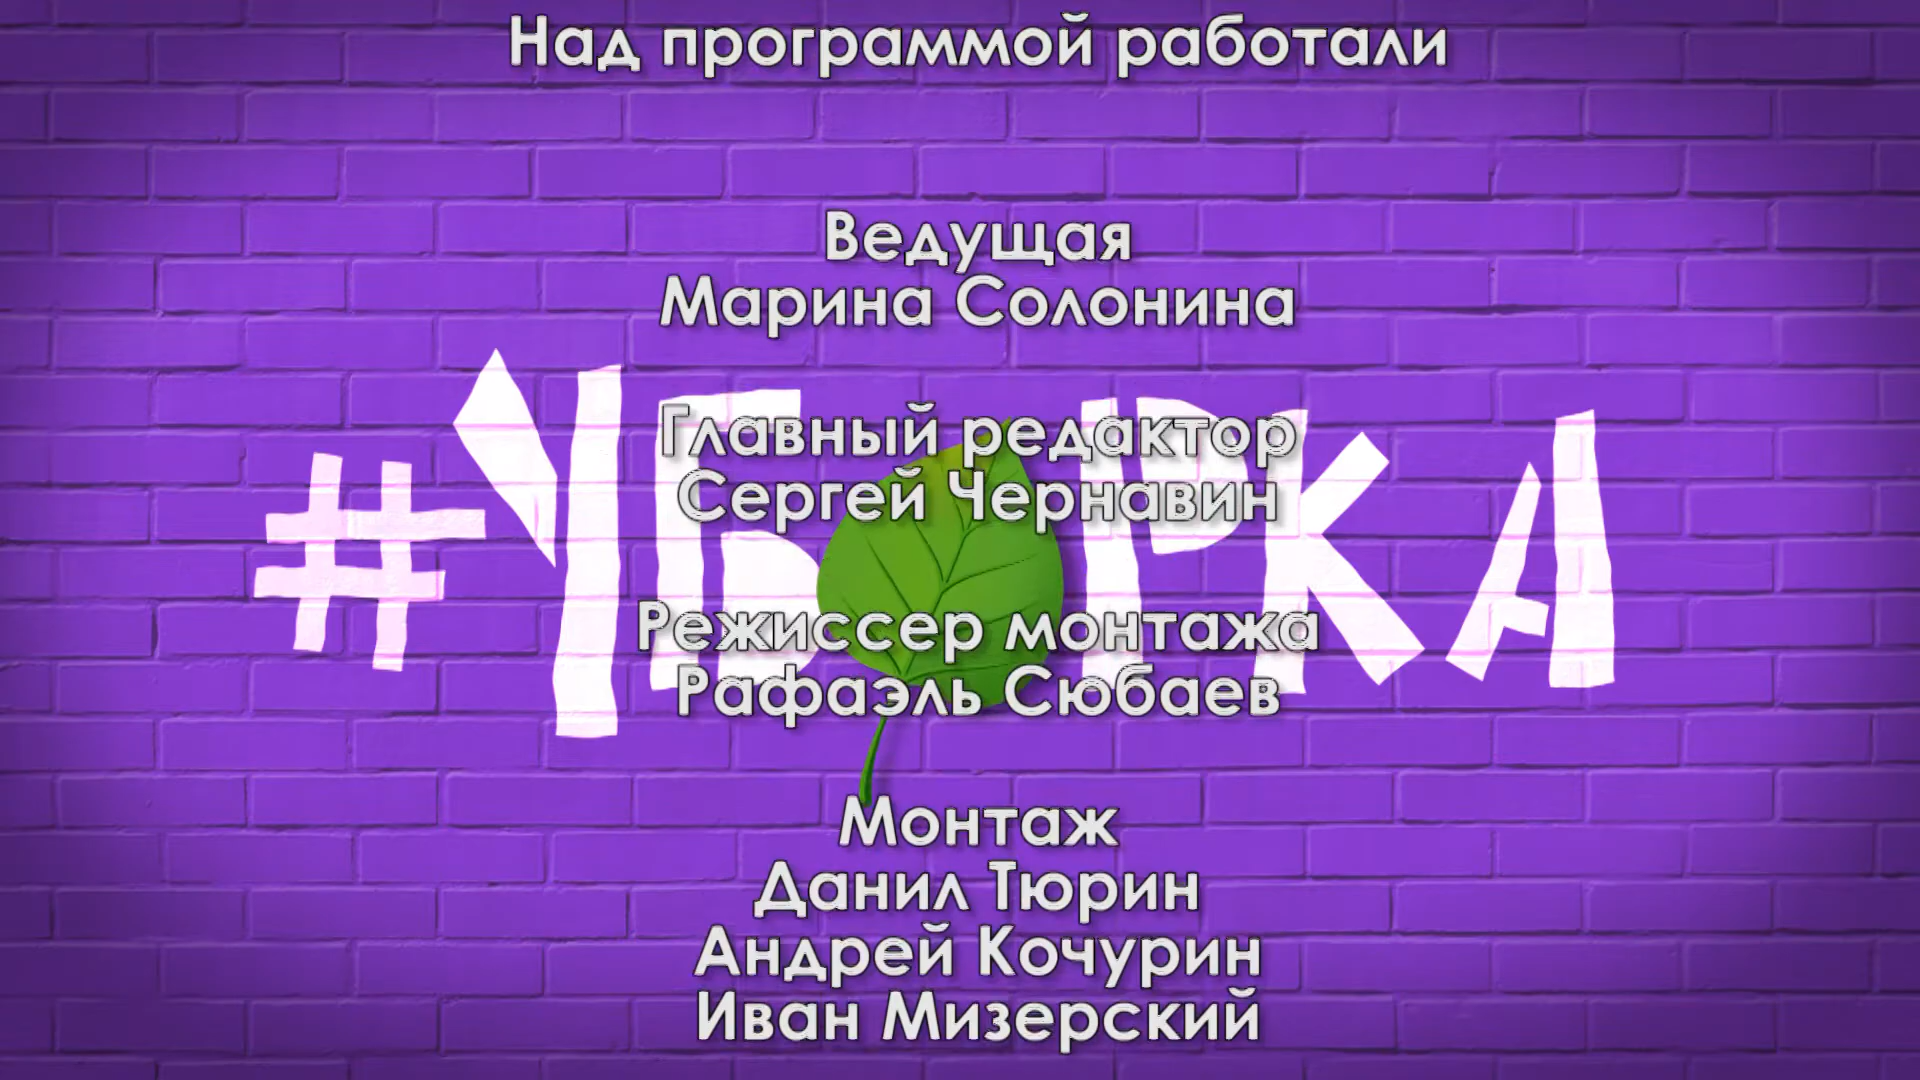 Над программой работали
Ведущая
Марина Солонина
#УБОРКА
Главный редактор
Сергей Чернавин
Режиссер монтажа
Рафаэль Сюбаев
Монтаж
Данил Тюрин
Андрей Кочурин
Иван Мизерский